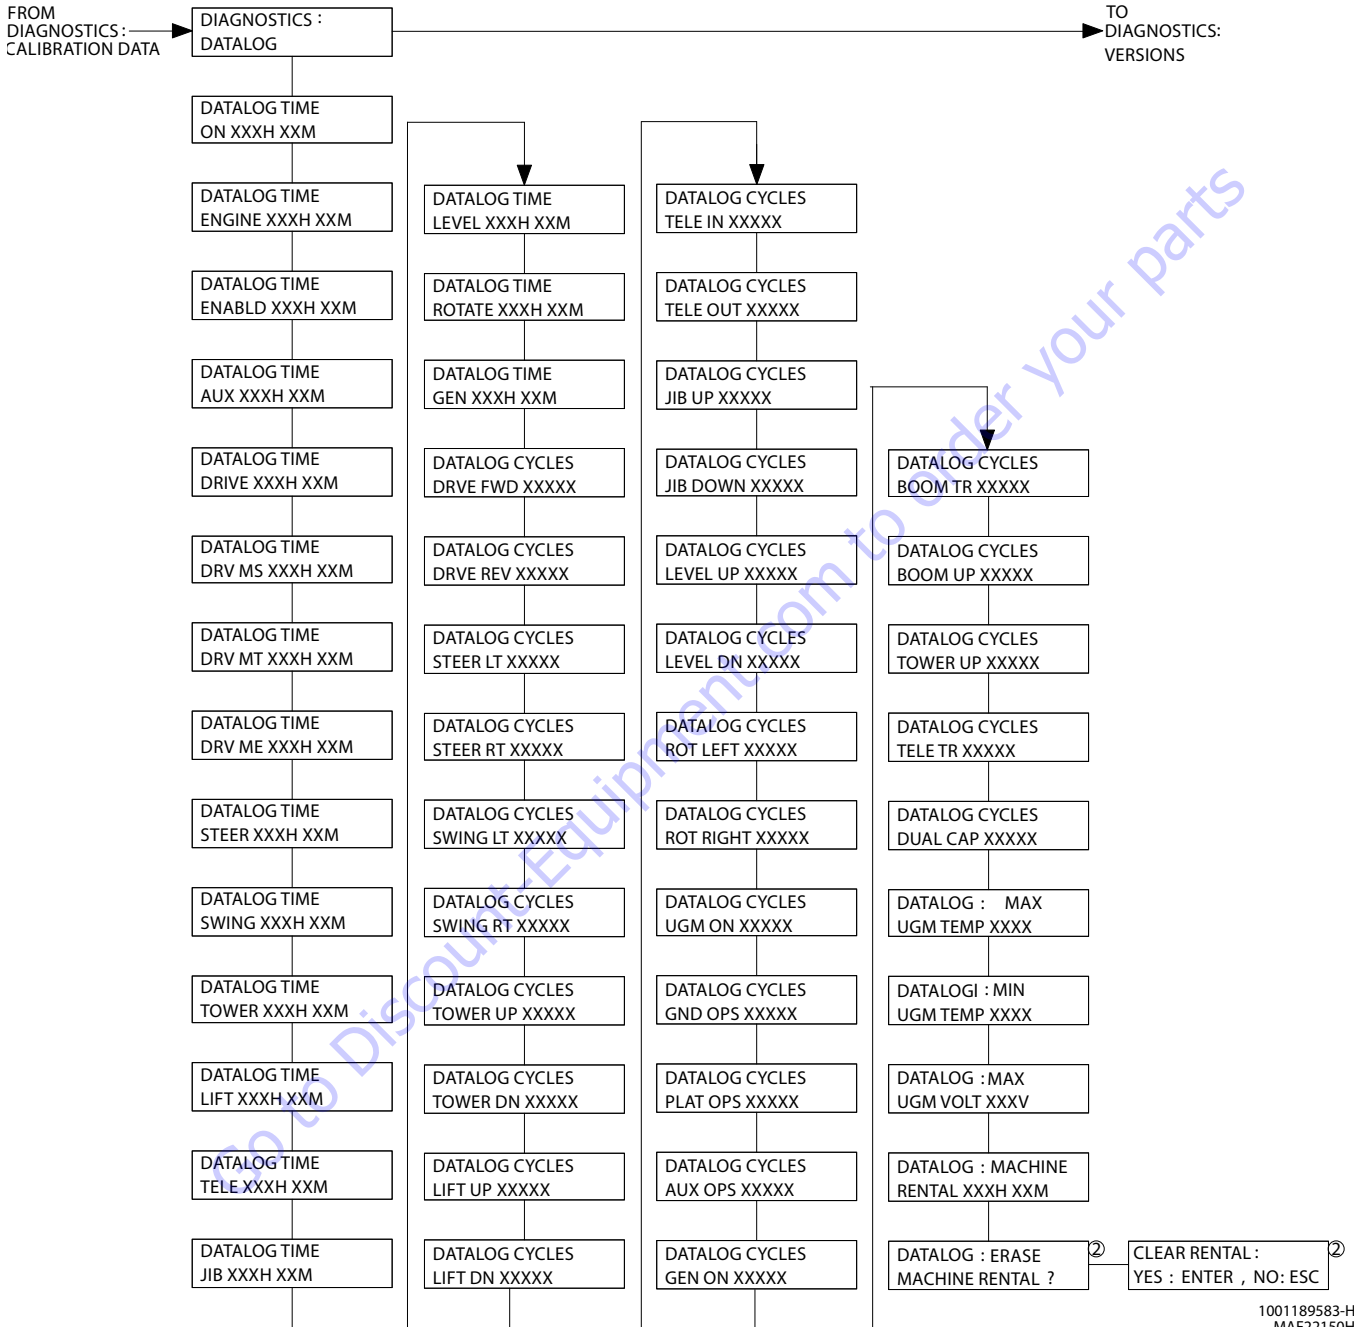 FROM
DIAGNOSTICS:
CALIBRATION DATA
DIAGNOSTICS :
DATALOG
TO
DIAGNOSTICS:
VERSIONS
DATALOG TIME
ON XXXH XXM
DATALOG TIME
ENGINE XXXH XXM
DATALOG TIME
ENABLD XXXH XXM
DATALOG TIME
AUX XXXH XXM
DATALOG TIME
DRIVE XXXH XXM
DATALOG TIME
DRV MS XXXH XXM
DATALOG TIME
DRV MT XXXH XXM
DATALOG TIME
DRV ME XXXH XXM
DATALOG TIME
STEER XXXH XXM
DATALOG TIME
SWING XXXH XXM
DATALOG TIME
TOWER XXXH XXM
DATALOG TIME
LIFT XXXH XXM
DATALOG TIME
TELE XXXH XXM
DATALOG TIME
JIB XXXH XXM
DATALOG TIME
LEVEL XXXH XXM
DATALOG TIME
ROTATE XXXH XXM
DATALOG TIME
GEN XXXH XXM
DATALOG CYCLES
DRVE FWD XXXXX
DATALOG CYCLES
DRVE REV XXXXX
DATALOG CYCLES
STEER LT XXXXX
DATALOG CYCLES
STEER RT XXXXX
DATALOG CYCLES
SWING LT XXXXX
DATALOG CYCLES
SWING RT XXXXX
DATALOG CYCLES
TOWER UP XXXXX
DATALOG CYCLES
TOWER DN XXXXX
DATALOG CYCLES
LIFT UP XXXXX
DATALOG CYCLES
LIFT DN XXXXX
DATALOG CYCLES
TELE IN XXXXX
DATALOG CYCLES
TELE OUT XXXXX
DATALOG CYCLES
JIB UP XXXXX
DATALOG CYCLES
JIB DOWN XXXXX
DATALOG CYCLES
LEVEL UP XXXXX
DATALOG CYCLES
LEVEL DN XXXXX
DATALOG CYCLES
ROT LEFT XXXXX
DATALOG CYCLES
ROT RIGHT XXXXX
DATALOG CYCLES
UGM ON XXXXX
DATALOG CYCLES
GND OPS XXXXX
DATALOG CYCLES
PLAT OPS XXXXX
DATALOG CYCLES
AUX OPS XXXXX
DATALOG CYCLES
GEN ON XXXXX
DATALOG CYCLES
BOOM TR XXXXX
DATALOG CYCLES
BOOM UP XXXXX
DATALOG CYCLES
TOWER UP XXXXX
DATALOG CYCLES
TELE TR XXXXX
DATALOG CYCLES
DUAL CAP XXXXX
DATALOG : MAX
UGM TEMP XXXX
DATALOGI : MIN
UGM TEMP XXXX
DATALOG :MAX
UGM VOLT XXXV
DATALOG : MACHINE
RENTAL XXXH XXM
DATALOG : ERASE ②
MACHINE RENTAL ?
CLEAR RENTAL : ②
YES : ENTER , NO: ESC
1001189583-H
MAF22150H
Go to Discount-Equipment.com to order your parts